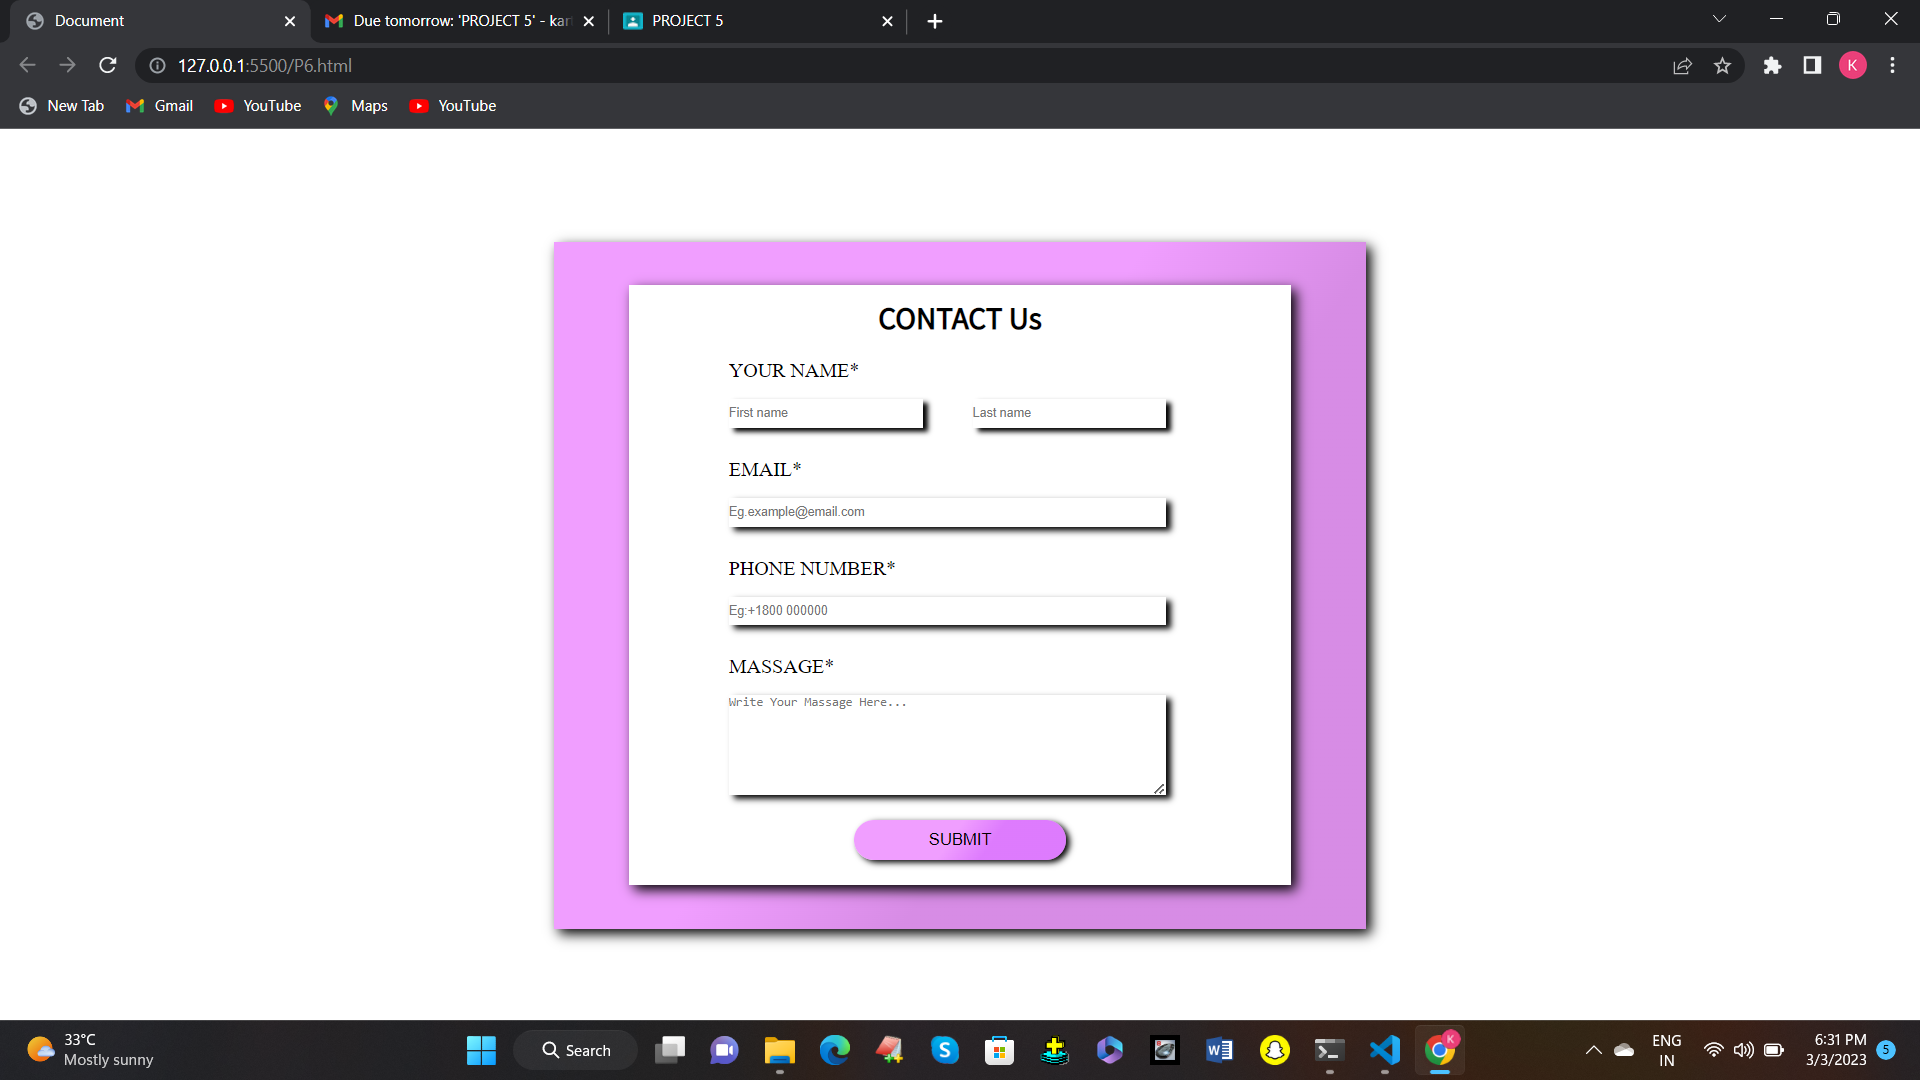 Document
Due tomorrow: 'PROJECT 5' - kar
PROJECT 5
127.0.0.1:5500/P6.html
K
New Tab
Gmail
YouTube
Maps
YouTube
CONTACT Us
YOUR NAME*
First name
Last name
EMAIL*
Eg.example@email.com
PHONE NUMBER*
Eg:+1800 000000
MASSAGE*
Write Your Massage Here...
SUBMIT
33°C
Mostly sunny
Search
K
ENG
IN
6:31 PM
3/3/2023
5